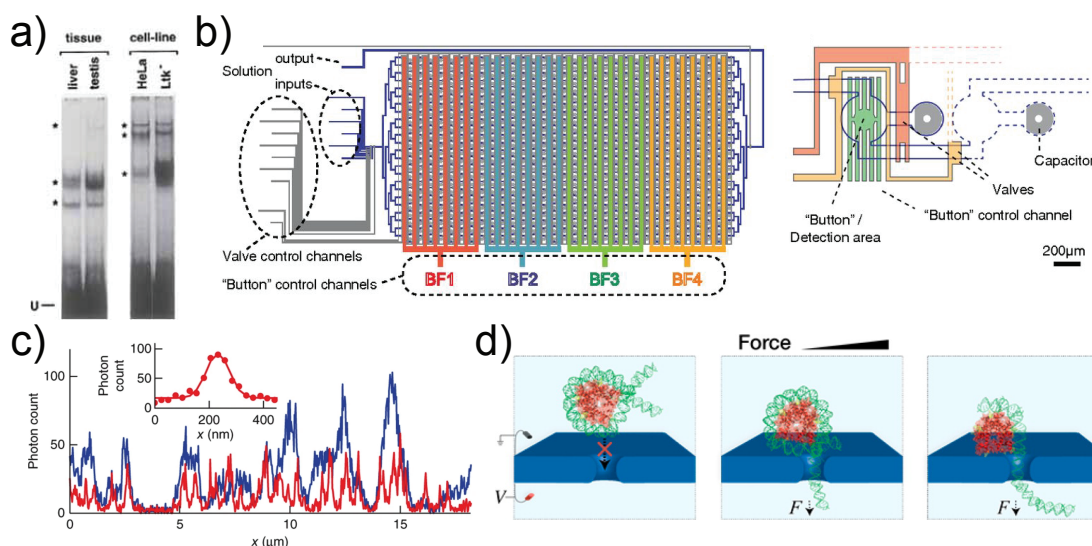 a)
tissue
cell-line
liver
testis
HeLa
Ltk⁻
*
*
*
*
*
*
U
b)
output
Solution
inputs
Valve control channels
"Button" control channels
BF1
BF2
BF3
BF4
Capacitor
Valves
"Button" /
Detection area
"Button" control channel
200μm
c)
Photon count
100
50
0
0
5
10
15
x (μm)
Photon
count
100
50
0
0
200
400
x (nm)
d)
Force
V
F
F